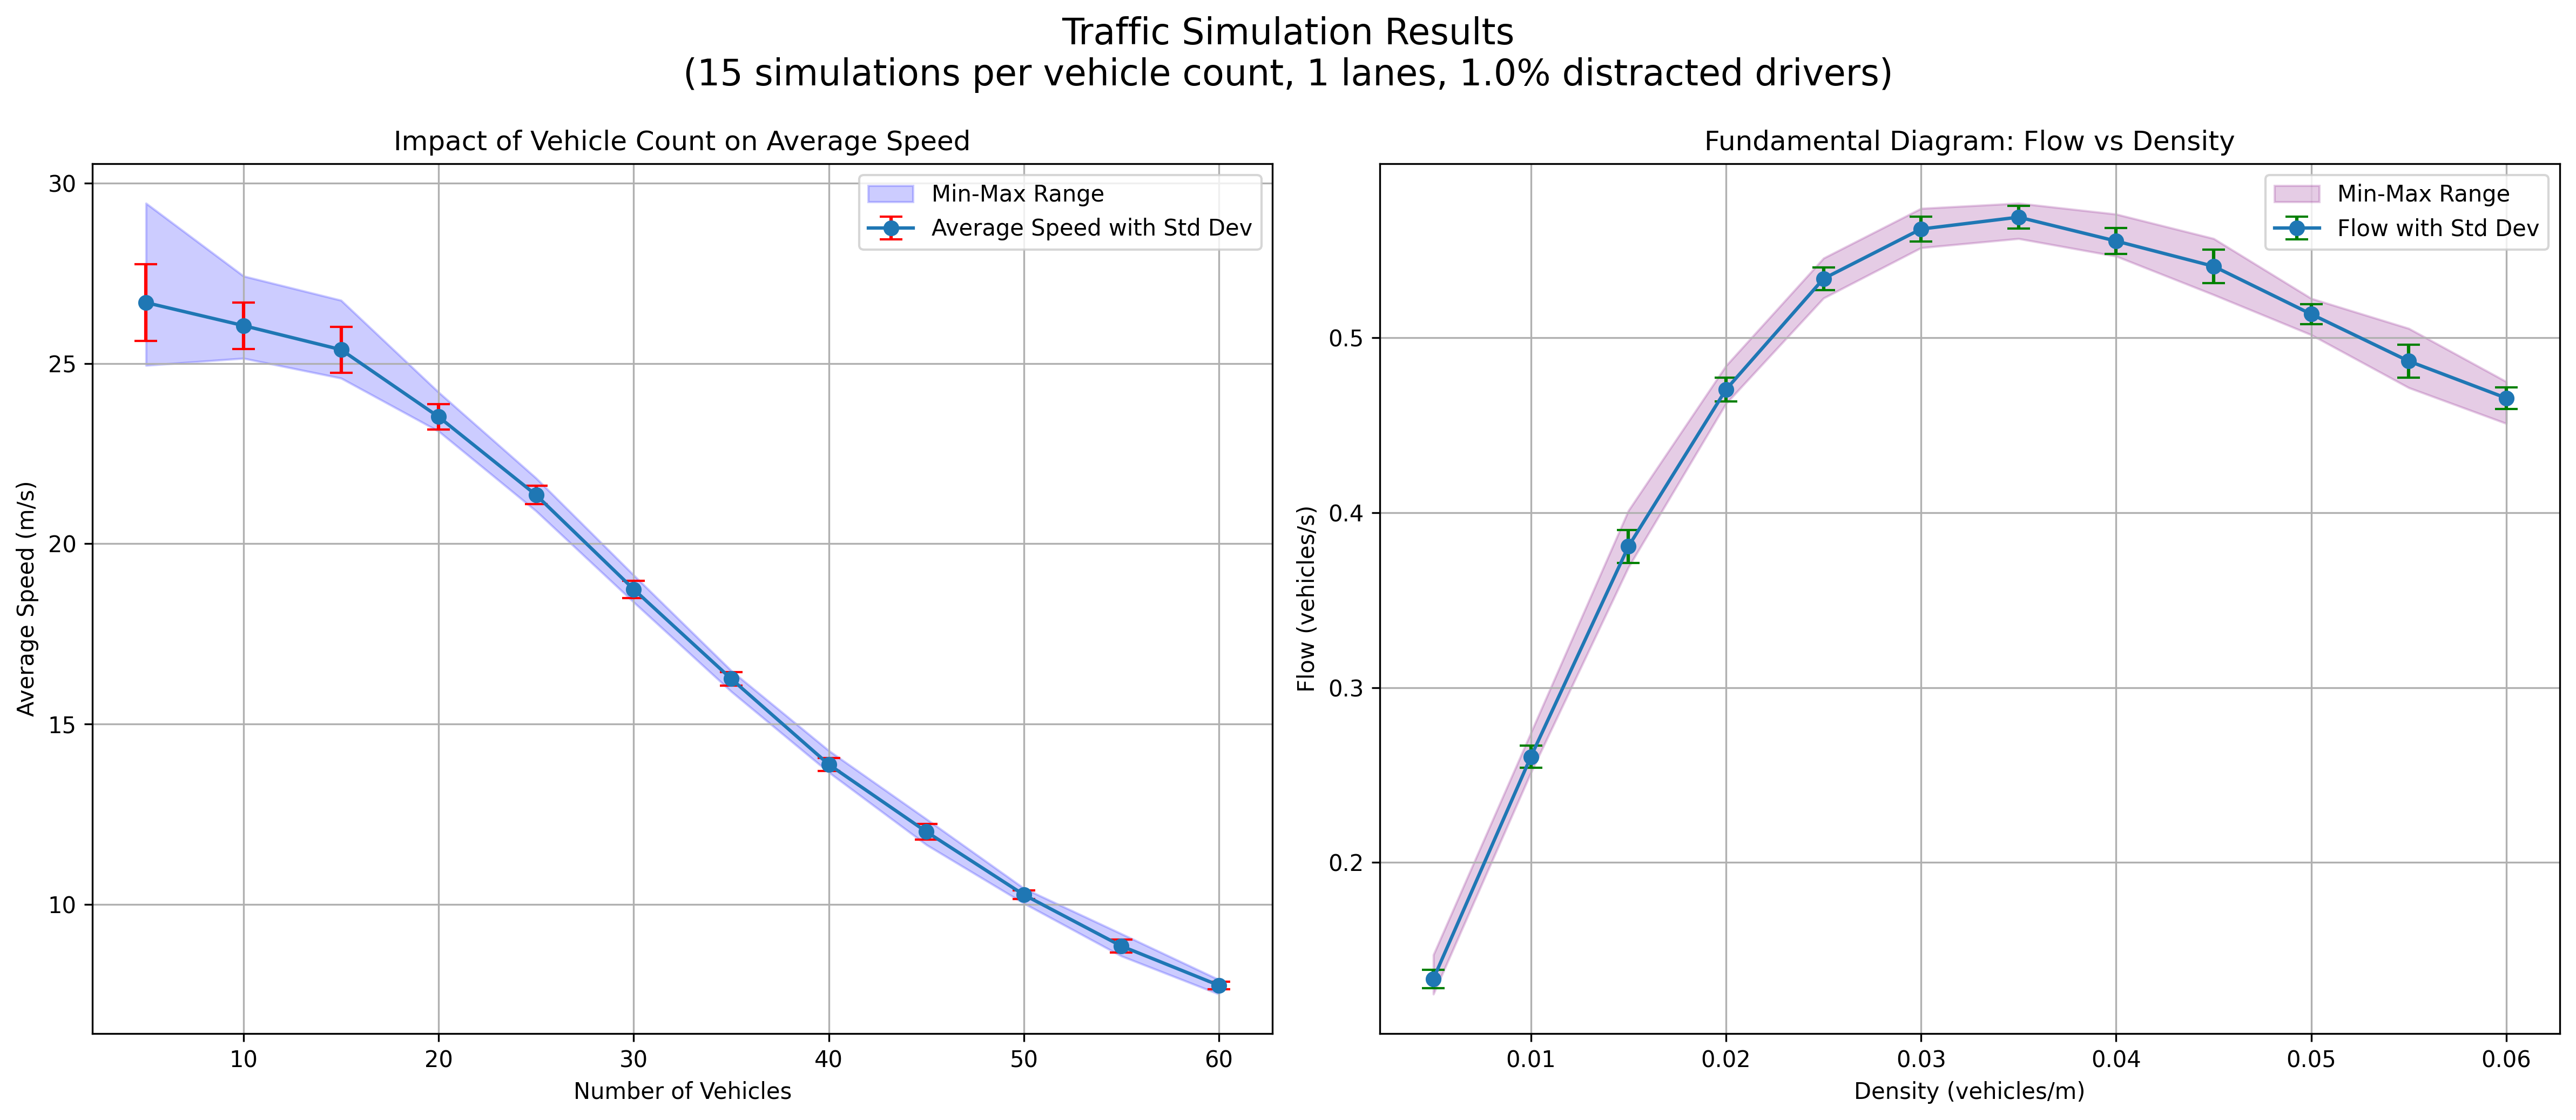 Traffic Simulation Results
(15 simulations per vehicle count, 1 lanes, 1.0% distracted drivers)
Impact of Vehicle Count on Average Speed
Min-Max Range
Average Speed with Std Dev
Average Speed (m/s)
30
25
20
15
10
10
20
30
40
50
60
Number of Vehicles
Fundamental Diagram: Flow vs Density
Min-Max Range
Flow with Std Dev
Flow (vehicles/s)
0.5
0.4
0.3
0.2
0.01
0.02
0.03
0.04
0.05
0.06
Density (vehicles/m)